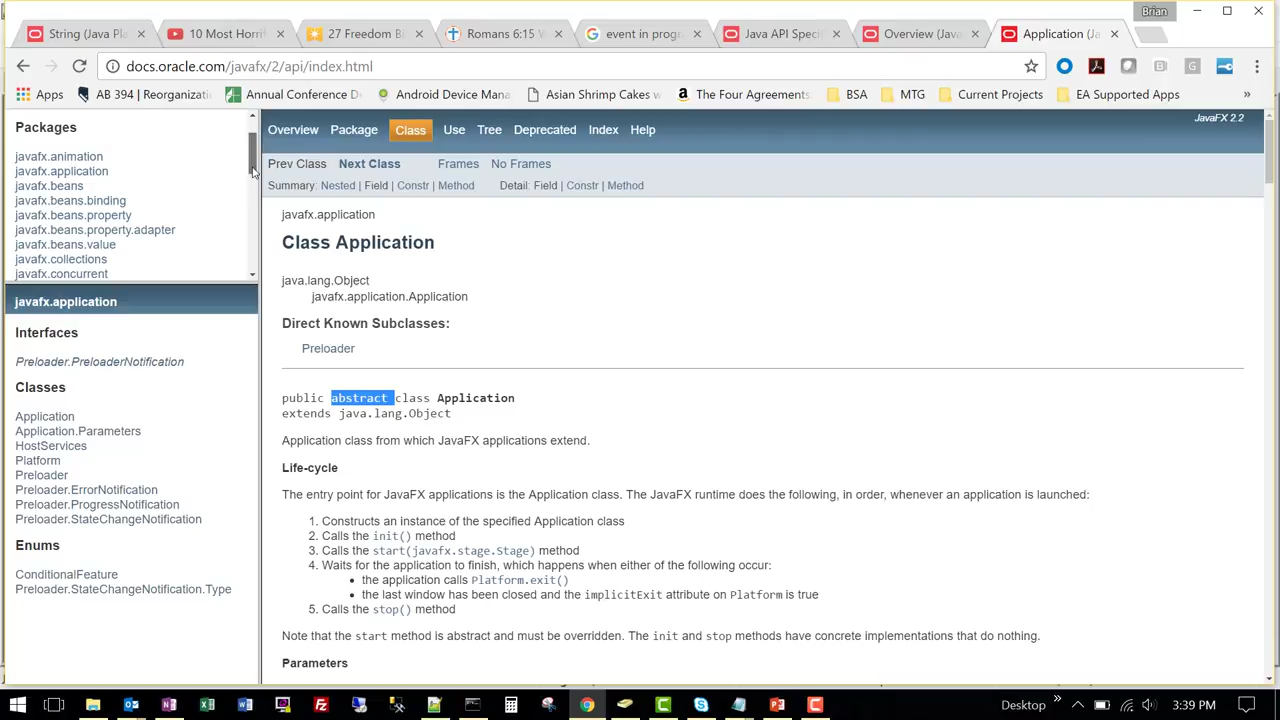 Brian
String (Java Pla
10 Most Horri
27 Freedom B
Romans 6:15 V
event in progr
Java API Speci
Overview (Java
Application (Ja
docs.oracle.com/javafx/2/api/index.html
Apps
AB 394 | Reorganizatio
Annual Conference De
Android Device Mana
Asian Shrimp Cakes w
The Four Agreements
BSA
MTG
Current Projects
EA Supported Apps
»
Packages
javafx.animation
javafx.application
javafx.beans
javafx.beans.binding
javafx.beans.property
javafx.beans.property.adapter
javafx.beans.value
javafx.collections
javafx.concurrent
javafx.application
Interfaces
Preloader.PreloaderNotification
Classes
Application
Application.Parameters
HostServices
Platform
Preloader
Preloader.ErrorNotification
Preloader.ProgressNotification
Preloader.StateChangeNotification
Enums
ConditionalFeature
Preloader.StateChangeNotification.Type
Overview Package Class Use Tree Deprecated Index Help
JavaFX 2.2
Prev Class Next Class Frames No Frames
Summary: Nested | Field | Constr | Method Detail: Field | Constr | Method
javafx.application
Class Application
java.lang.Object
javafx.application.Application
Direct Known Subclasses:
Preloader
public abstract class Application
extends java.lang.Object
Application class from which JavaFX applications extend.
Life-cycle
The entry point for JavaFX applications is the Application class. The JavaFX runtime does the following, in order, whenever an application is launched:
1. Constructs an instance of the specified Application class
2. Calls the init() method
3. Calls the start(javafx.stage.Stage) method
4. Waits for the application to finish, which happens when either of the following occur:
• the application calls Platform.exit()
• the last window has been closed and the implicitExit attribute on Platform is true
5. Calls the stop() method
Note that the start method is abstract and must be overridden. The init and stop methods have concrete implementations that do nothing.
Parameters
Desktop
»
3:39 PM